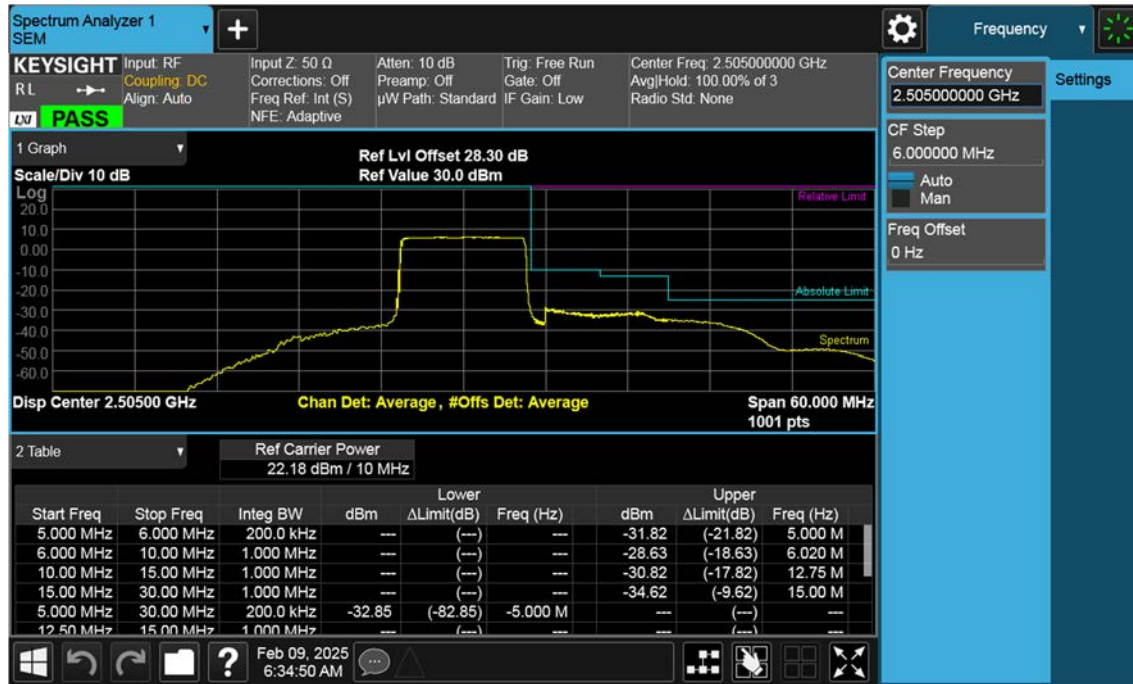 Spectrum Analyzer 1
SEM
Frequency
KEYSIGHT
R L
LXI
PASS
Input: RF
Coupling: DC
Align: Auto
Input Z: 50 Ω
Corrections: Off
Freq Ref: Int (S)
NFE: Adaptive
Atten: 10 dB
Preamp: Off
µW Path: Standard
Trig: Free Run
Gate: Off
IF Gain: Low
Center Freq: 2.505000000 GHz
Avg|Hold: 100.00% of 3
Radio Std: None
Center Frequency
2.505000000 GHz
Settings
CF Step
6.000000 MHz
Auto
Man
Freq Offset
0 Hz
1 Graph
Scale/Div 10 dB
Ref Lvl Offset 28.30 dB
Ref Value 30.0 dBm
Log
20.0
10.0
0.00
-10.0
-20.0
-30.0
-40.0
-50.0
-60.0
Relative Limit
Absolute Limit
Spectrum
Disp Center 2.50500 GHz
Chan Det: Average , #Offs Det: Average
Span 60.000 MHz
1001 pts
2 Table
Ref Carrier Power
22.18 dBm / 10 MHz
Lower Upper
Start Freq Stop Freq Integ BW dBm ΔLimit(dB) Freq (Hz) dBm ΔLimit(dB) Freq (Hz)
5.000 MHz 6.000 MHz 200.0 kHz --- (---) --- -31.82 (-21.82) 5.000 M
6.000 MHz 10.00 MHz 1.000 MHz --- (---) --- -28.63 (-18.63) 6.020 M
10.00 MHz 15.00 MHz 1.000 MHz --- (---) --- -30.82 (-17.82) 12.75 M
15.00 MHz 30.00 MHz 1.000 MHz --- (---) --- -34.62 (-9.62) 15.00 M
5.000 MHz 30.00 MHz 200.0 kHz -32.85 (-82.85) -5.000 M --- (---) ---
12.50 MHz 15.00 MHz 1.000 MHz --- (---) --- --- (---) ---
?
Feb 09, 2025
6:34:50 AM